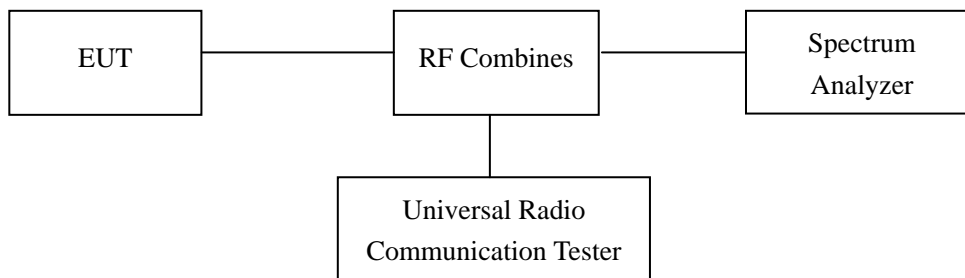 EUT
RF Combines
Spectrum
Analyzer
Universal Radio
Communication Tester